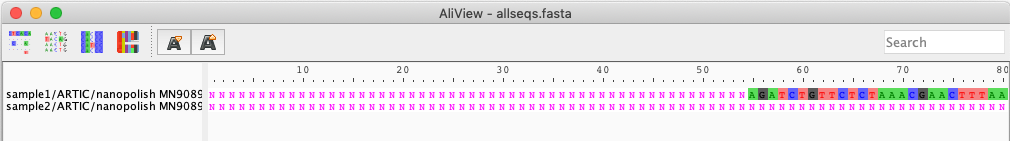 AliView - allseqs.fasta
Search
10 20 30 40 50 60 70 80
sample1/ARTIC/nanopolish MN9089 NNNNNNNNNNNNNNNNNNNNNNNNNNNNNNNNNNNNNNNNNNNNNNNNNNNNNNAGATCTGTTCTCTAAACGAACTTTAA
sample2/ARTIC/nanopolish MN9089 NNNNNNNNNNNNNNNNNNNNNNNNNNNNNNNNNNNNNNNNNNNNNNNNNNNNNNNNNNNNNNNNNNNNNNNNNNNNNNNN